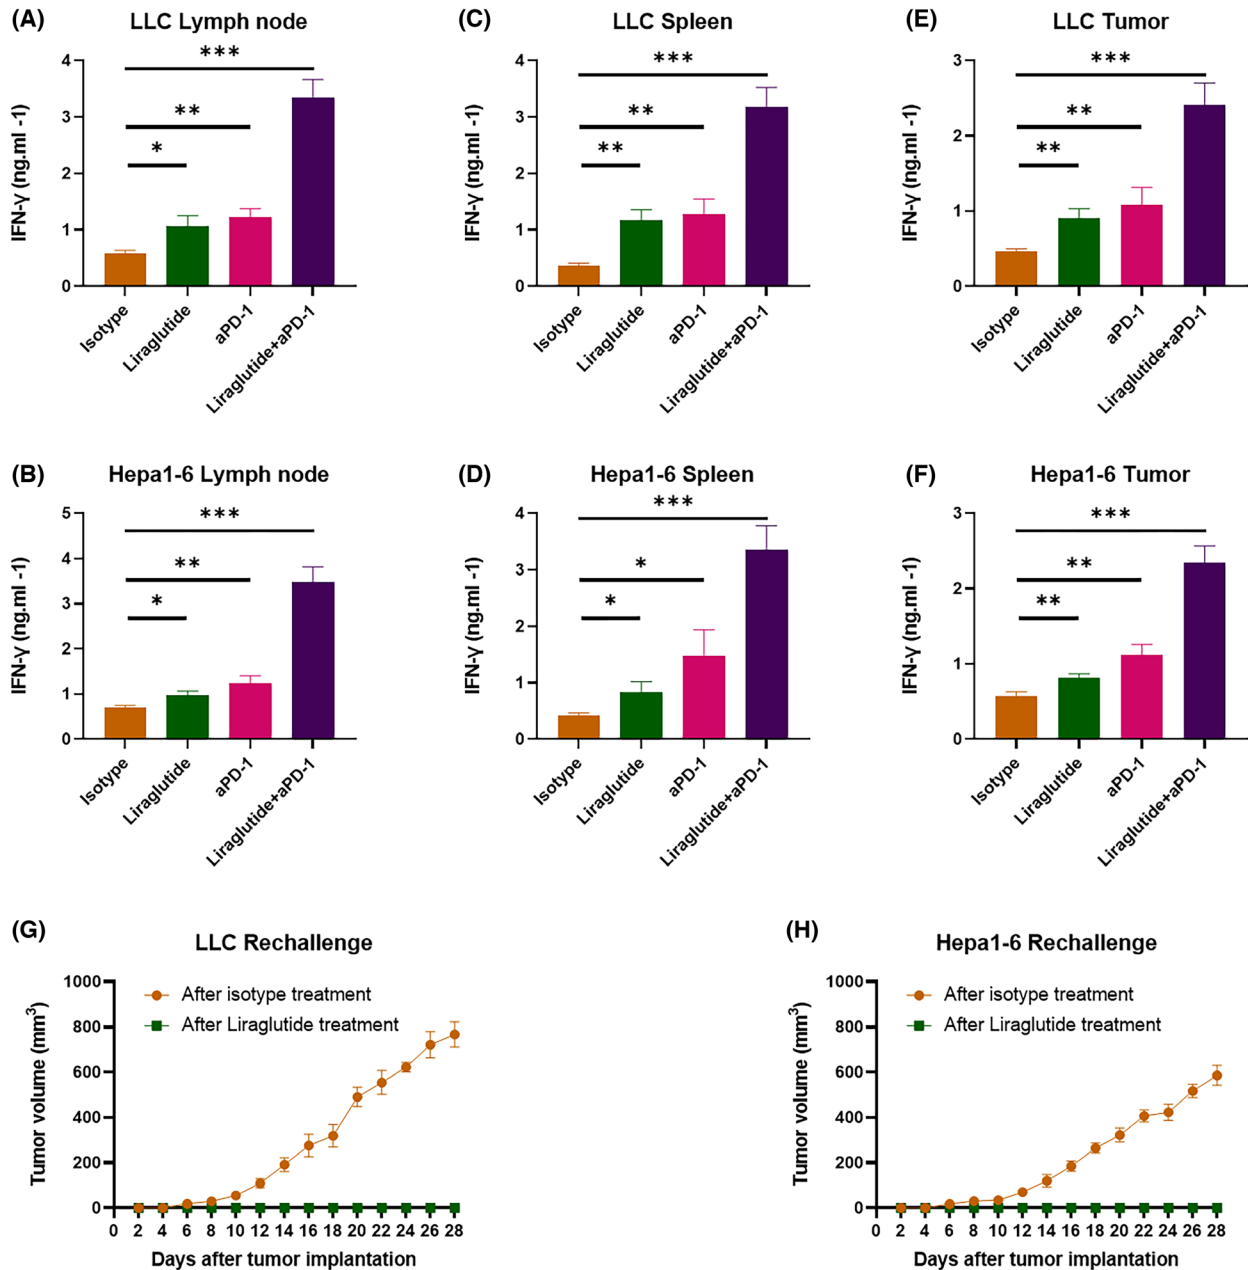 (A)
LLC Lymph node
IFN-γ (ng.ml -1)
4
3
2
1
0
***
**
*
Isotype
Liraglutide
aPD-1
Liraglutide+aPD-1
(C)
LLC Spleen
IFN-γ (ng.ml -1)
4
3
2
1
0
***
**
**
Isotype
Liraglutide
aPD-1
Liraglutide+aPD-1
(E)
LLC Tumor
IFN-γ (ng.ml -1)
3
2
1
0
***
**
**
Isotype
Liraglutide
aPD-1
Liraglutide+aPD-1
(B)
Hepa1-6 Lymph node
IFN-γ (ng.ml -1)
5
4
3
2
1
0
***
**
*
Isotype
Liraglutide
aPD-1
Liraglutide+aPD-1
(D)
Hepa1-6 Spleen
IFN-γ (ng.ml -1)
4
3
2
1
0
***
*
*
Isotype
Liraglutide
aPD-1
Liraglutide+aPD-1
(F)
Hepa1-6 Tumor
IFN-γ (ng.ml -1)
3
2
1
0
***
**
**
Isotype
Liraglutide
aPD-1
Liraglutide+aPD-1
(G)
LLC Rechallenge
After isotype treatment
After Liraglutide treatment
Tumor volume (mm³)
1000
800
600
400
200
0
0 2 4 6 8 10 12 14 16 18 20 22 24 26 28
Days after tumor implantation
(H)
Hepa1-6 Rechallenge
After isotype treatment
After Liraglutide treatment
Tumor volume (mm³)
1000
800
600
400
200
0
0 2 4 6 8 10 12 14 16 18 20 22 24 26 28
Days after tumor implantation